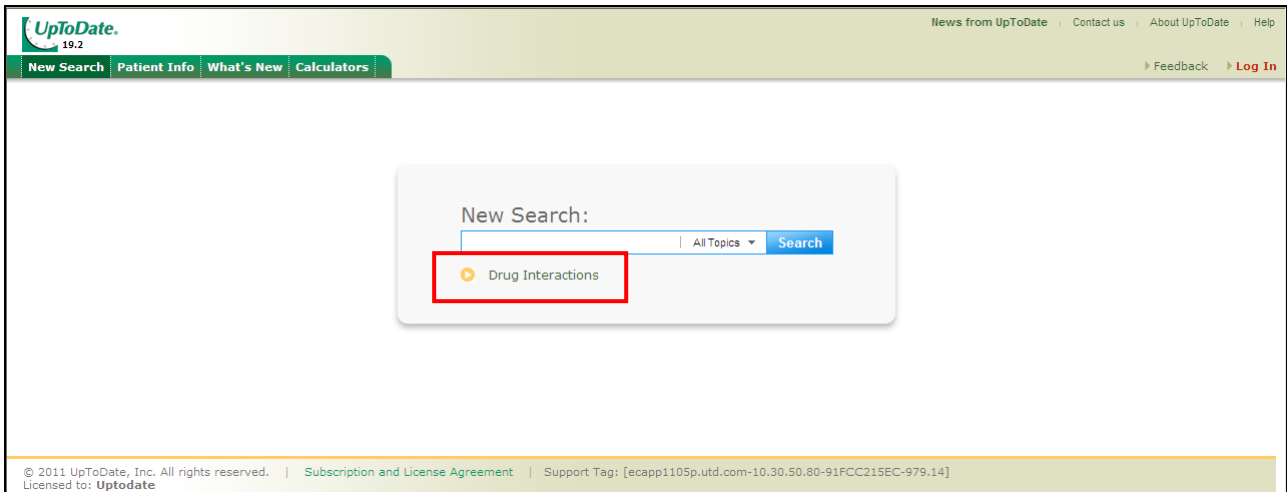 UpToDate.
19.2
News from UpToDate | Contact us | About UpToDate | Help
New Search Patient Info What's New Calculators
Feedback Log In
New Search:
All Topics Search
Drug Interactions
© 2011 UpToDate, Inc. All rights reserved. | Subscription and License Agreement | Support Tag: [ecapp1105p.utd.com-10.30.50.80-91FCC215EC-979.14]
Licensed to: Uptodate